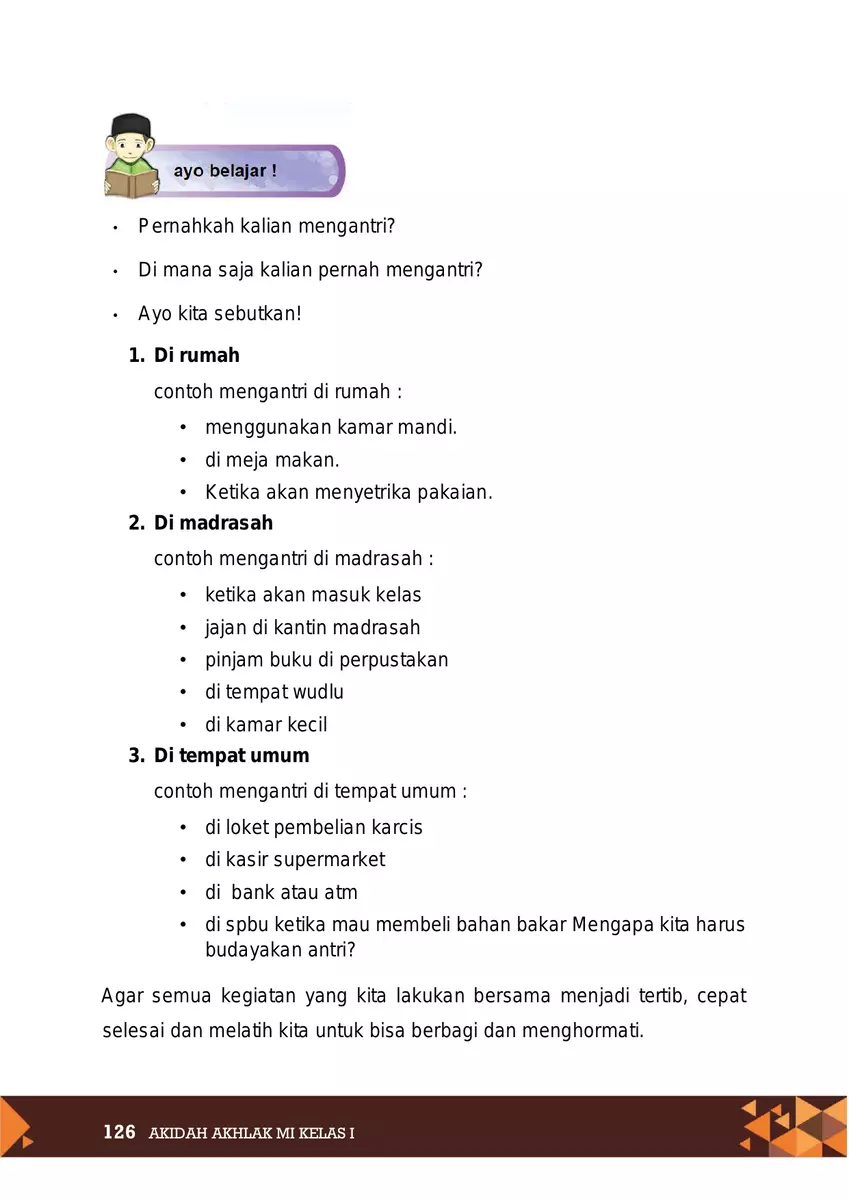 ayo belajar !
• Pernahkah kalian mengantri?
• Di mana saja kalian pernah mengantri?
• Ayo kita sebutkan!
1. Di rumah
contoh mengantri di rumah :
• menggunakan kamar mandi.
• di meja makan.
• Ketika akan menyetrika pakaian.
2. Di madrasah
contoh mengantri di madrasah :
• ketika akan masuk kelas
• jajan di kantin madrasah
• pinjam buku di perpustakan
• di tempat wudlu
• di kamar kecil
3. Di tempat umum
contoh mengantri di tempat umum :
• di loket pembelian karcis
• di kasir supermarket
• di bank atau atm
• di spbu ketika mau membeli bahan bakar Mengapa kita harus
budayakan antri?
Agar semua kegiatan yang kita lakukan bersama menjadi tertib, cepat
selesai dan melatih kita untuk bisa berbagi dan menghormati.
126 AKIDAH AKHLAK MI KELAS I